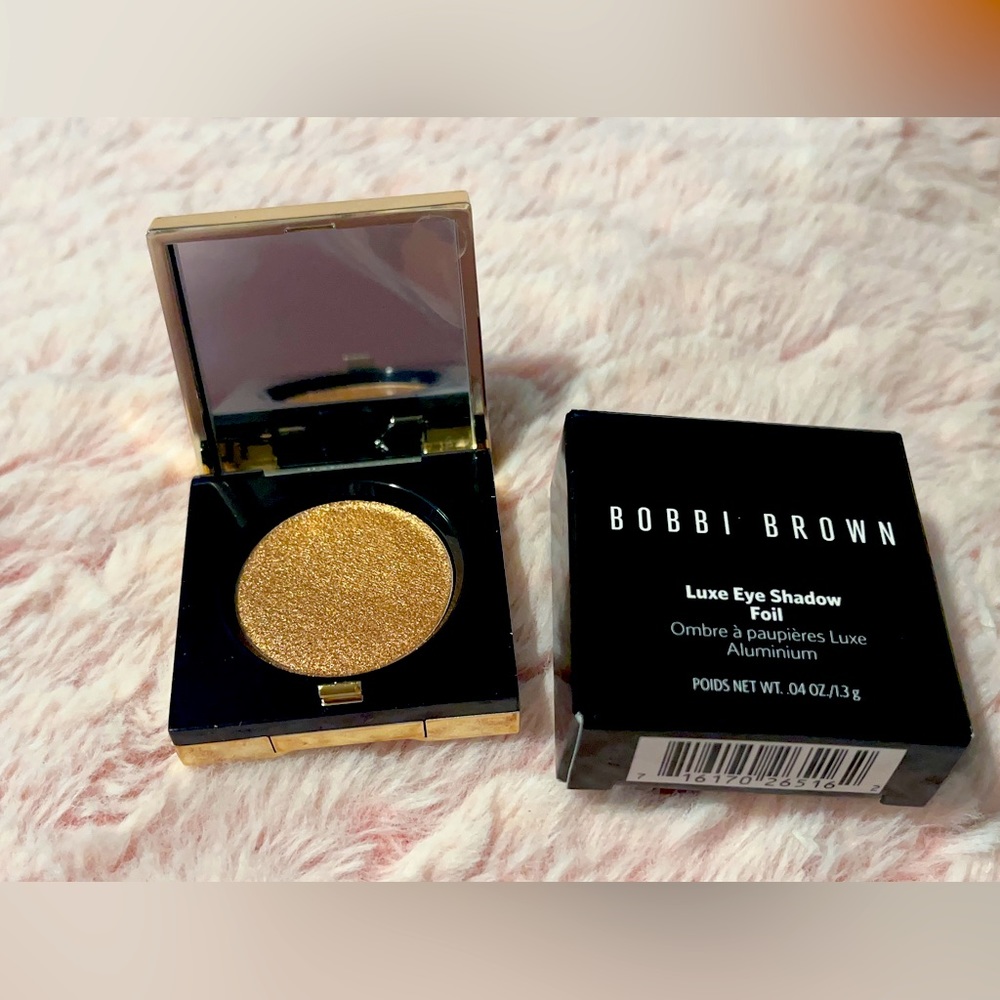 BOBBI BROWN
Luxe Eye Shadow
Foil
Ombre à paupières Luxe
Aluminium
POIDS NET WT. .04 OZ./1.3 g
7 16170 26516 2